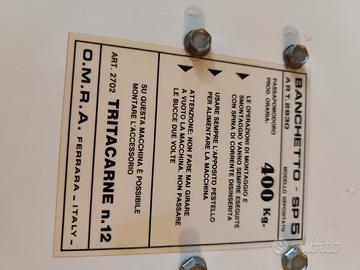 BANCHETTO - SP5
ART. 2830
MODELLO DEPOSITATO
PASSAPOMODORO
PROD. ORARIA:
400 Kg.
LE OPERAZIONI DI MONTAGGIO E
SMONTAGGIO VANNO SEMPRE ESEGUITE
CON SPINA DI CORRENTE DISINSERITA
USARE SEMPRE L'APPOSITO PESTELLO
PER ALIMENTARE LA MACCHINA
ATTENZIONE: NON FARE MAI GIRARE
A VUOTO LA MACCHINA. NON PASSARE
LE BUCCE DUE VOLTE
SU QUESTA MACCHINA È POSSIBILE
MONTARE L'ACCESSORIO
ART. 2702 TRITACARNE n.12
O.M.R.A. FERRARA - ITALY -
Subito.it